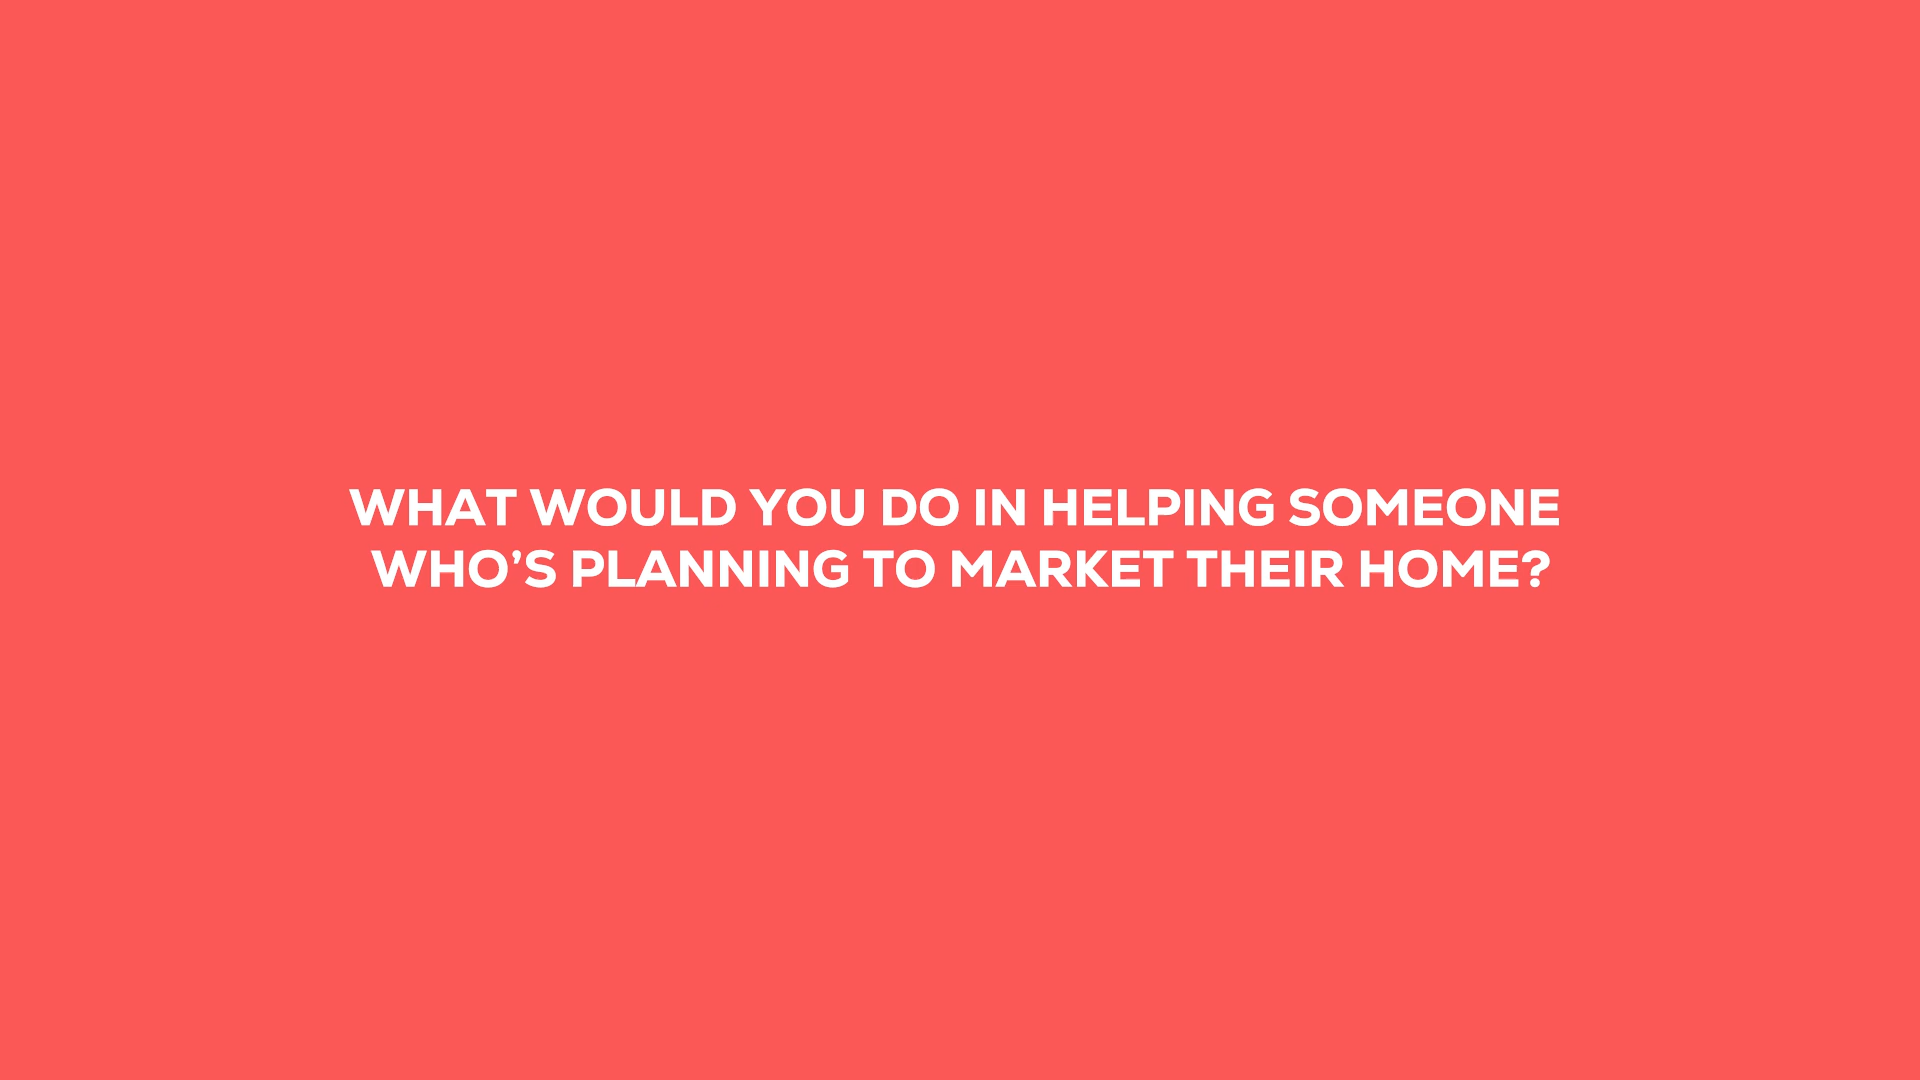 WHAT WOULD YOU DO IN HELPING SOMEONE
WHO’S PLANNING TO MARKET THEIR HOME?